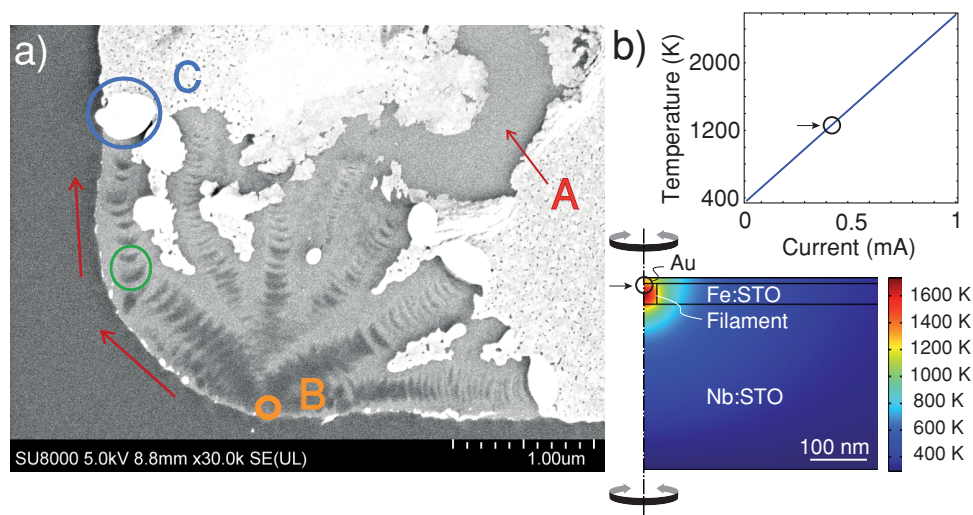 a)
C
A
B
SU8000 5.0kV 8.8mm x30.0k SE(UL)
1.00um
b)
Temperature (K)
2000
1200
400
0
0.5
1
Current (mA)
Au
Fe:STO
Filament
Nb:STO
100 nm
1600 K
1400 K
1200 K
1000 K
800 K
600 K
400 K